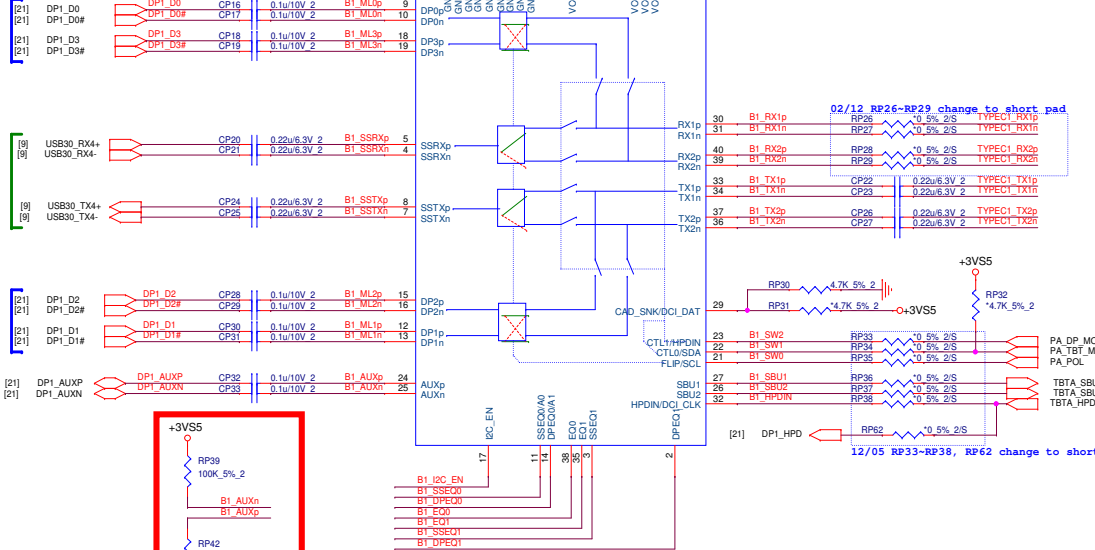 [21] DP1_D0 DP1_D0 CP16 0.1u/10V_2 B1_ML0p 9 DP0p
[21] DP1_D0# DP1_D0# CP17 0.1u/10V_2 B1_ML0n 10 DP0n
[21] DP1_D3 DP1_D3 CP18 0.1u/10V_2 B1_ML3p 18 DP3p
[21] DP1_D3# DP1_D3# CP19 0.1u/10V_2 B1_ML3n 19 DP3n
02/12 RP26~RP29 change to short pad
RX1p 30 B1_RX1p RP26 *0_5%_2/S TYPEC1_RX1p
RX1n 31 B1_RX1n RP27 *0_5%_2/S TYPEC1_RX1n
[9] USB30_RX4+ CP20 0.22u/6.3V_2 B1_SSRXp 5 SSRXp
[9] USB30_RX4- CP21 0.22u/6.3V_2 B1_SSRXn 4 SSRXn
RX2p 40 B1_RX2p RP28 *0_5%_2/S TYPEC1_RX2p
RX2n 39 B1_RX2n RP29 *0_5%_2/S TYPEC1_RX2n
TX1p 33 B1_TX1p CP22 0.22u/6.3V_2 TYPEC1_TX1p
TX1n 34 B1_TX1n CP23 0.22u/6.3V_2 TYPEC1_TX1n
[9] USB30_TX4+ CP24 0.22u/6.3V_2 B1_SSTXp 8 SSTXp
[9] USB30_TX4- CP25 0.22u/6.3V_2 B1_SSTXn 7 SSTXn
TX2p 37 B1_TX2p CP26 0.22u/6.3V_2 TYPEC1_TX2p
TX2n 36 B1_TX2n CP27 0.22u/6.3V_2 TYPEC1_TX2n
+3VS5
RP32
*4.7K_5%_2
[21] DP1_D2 DP1_D2 CP28 0.1u/10V_2 B1_ML2p 15 DP2p
[21] DP1_D2# DP1_D2# CP29 0.1u/10V_2 B1_ML2n 16 DP2n
RP30 4.7K_5%_2
CAD_SNK/DCI_DAT 29 RP31 *4.7K_5%_2 +3VS5
[21] DP1_D1 DP1_D1 CP30 0.1u/10V_2 B1_ML1p 12 DP1p
[21] DP1_D1# DP1_D1# CP31 0.1u/10V_2 B1_ML1n 13 DP1n
CTL1/HPDIN 23 B1_SW2 RP33 *0_5%_2/S
CTL0/SDA 22 B1_SW1 RP34 *0_5%_2/S
FLIP/SCL 21 B1_SW0 RP35 *0_5%_2/S PA_POL
[21] DP1_AUXP DP1_AUXP CP32 0.1u/10V_2 B1_AUXp 24 AUXp
[21] DP1_AUXN DP1_AUXN CP33 0.1u/10V_2 B1_AUXn 25 AUXn
SBU1 27 B1_SBU1 RP36 *0_5%_2/S
SBU2 26 B1_SBU2 RP37 *0_5%_2/S
HPDIN/DCI_CLK 32 B1_HPDIN RP38 *0_5%_2/S TBTA_HPD
[21] DP1_HPD RP62 *0_5%_2/S
12/05 RP33~RP38, RP62 change to short
I2C_EN SSEQ0/A0 DPEQ0/A1 EQ0 EQ1 SSEQ1 DPEQ1
17 11 14 38 35 3 2
+3VS5
RP39
100K_5%_2
B1_AUXn
B1_AUXp
RP42
B1_I2C_EN
B1_SSEQ0
B1_DPEQ0
B1_EQ0
B1_EQ1
B1_SSEQ1
B1_DPEQ1